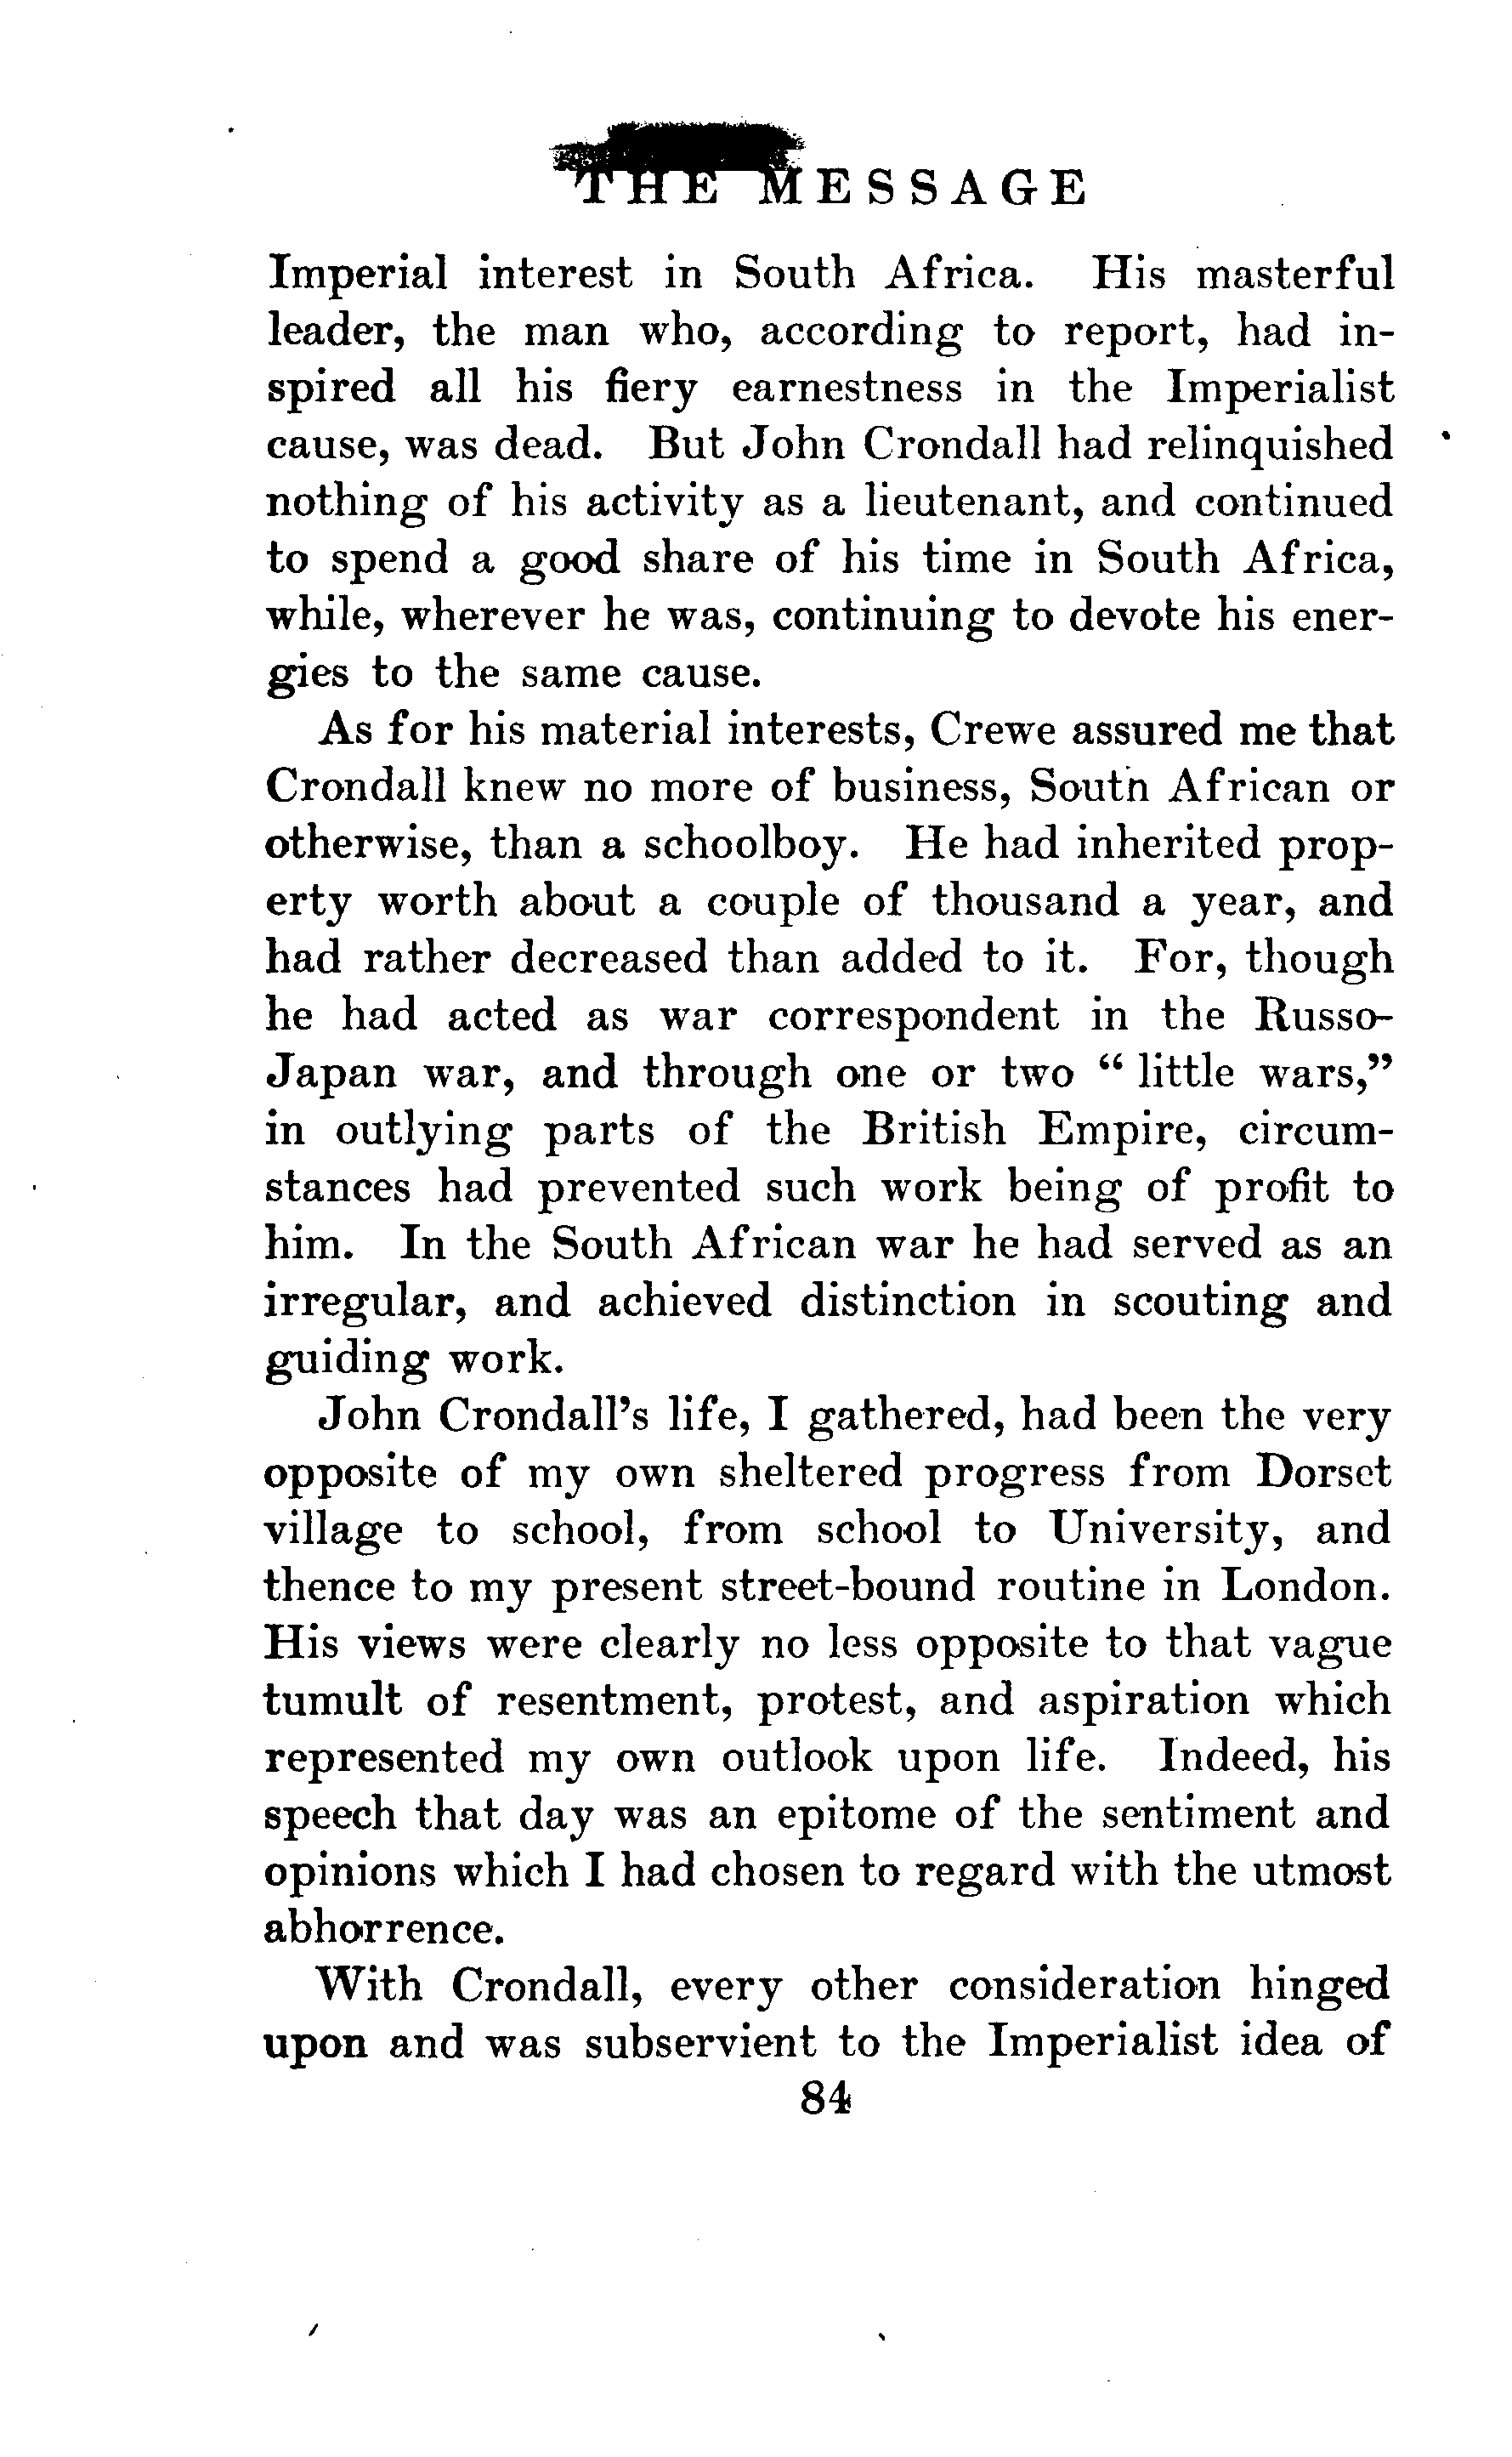 THE MESSAGE
Imperial interest in South Africa. His masterful
leader, the man who, according to report, had in-
spired all his fiery earnestness in the Imperialist
cause, was dead. But John Crondall had relinquished
nothing of his activity as a lieutenant, and continued
to spend a good share of his time in South Africa,
while, wherever he was, continuing to devote his ener-
gies to the same cause.
As for his material interests, Crewe assured me that
Crondall knew no more of business, South African or
otherwise, than a schoolboy. He had inherited prop-
erty worth about a couple of thousand a year, and
had rather decreased than added to it. For, though
he had acted as war correspondent in the Russo-
Japan war, and through one or two “ little wars,”
in outlying parts of the British Empire, circum-
stances had prevented such work being of profit to
him. In the South African war he had served as an
irregular, and achieved distinction in scouting and
guiding work.
John Crondall’s life, I gathered, had been the very
opposite of my own sheltered progress from Dorset
village to school, from school to University, and
thence to my present street-bound routine in London.
His views were clearly no less opposite to that vague
tumult of resentment, protest, and aspiration which
represented my own outlook upon life. Indeed, his
speech that day was an epitome of the sentiment and
opinions which I had chosen to regard with the utmost
abhorrence.
With Crondall, every other consideration hinged
upon and was subservient to the Imperialist idea of
84